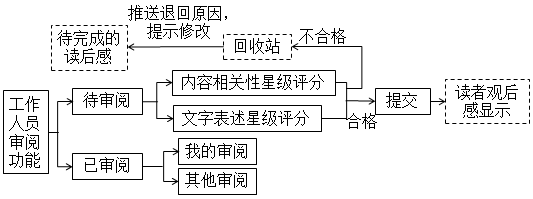 推送退回原因，
提示修改
待完成的
读后感
回收站
不合格
内容相关性星级评分
待审阅
文字表述星级评分
合格
提交
读者观后
感显示
工作
人员
审阅
功能
已审阅
我的审阅
其他审阅